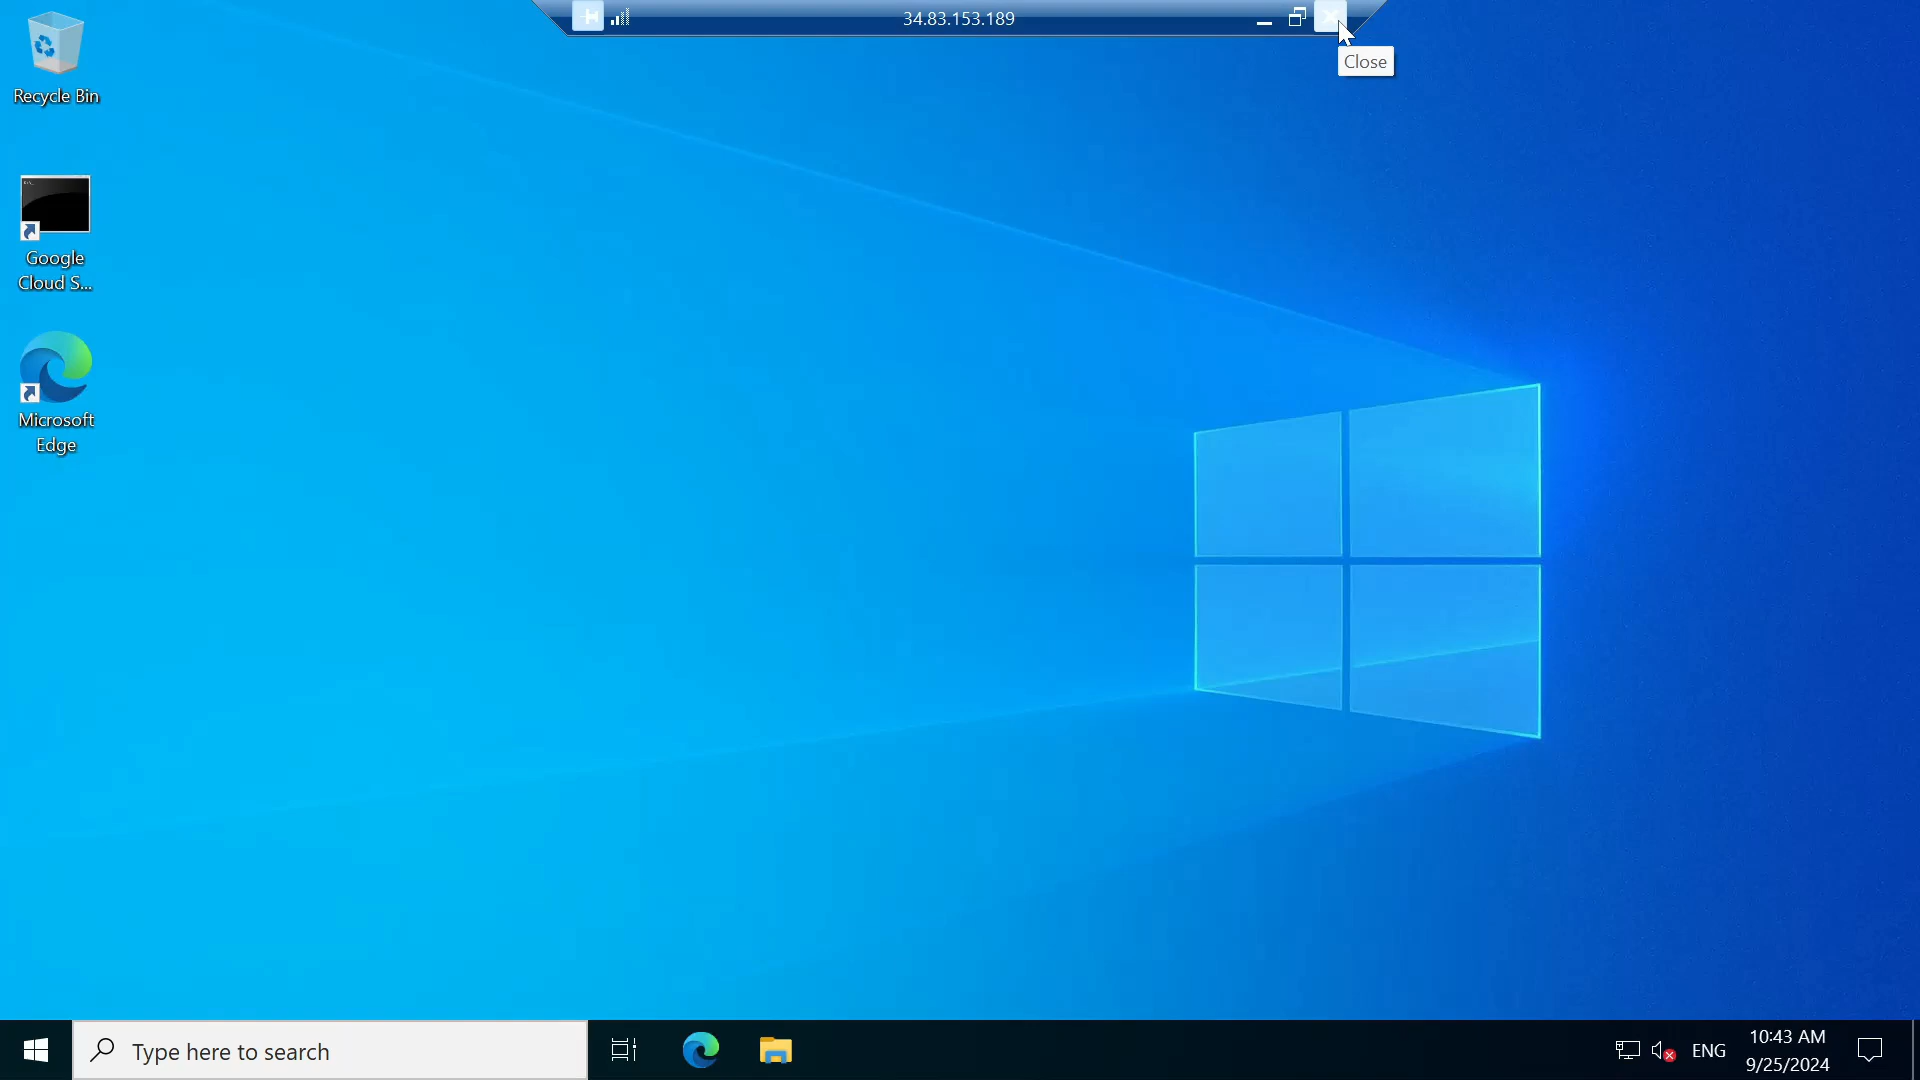 34.83.153.189
Close
Recycle Bin
Google
Cloud S...
Microsoft
Edge
Type here to search
ENG
10:43 AM
9/25/2024